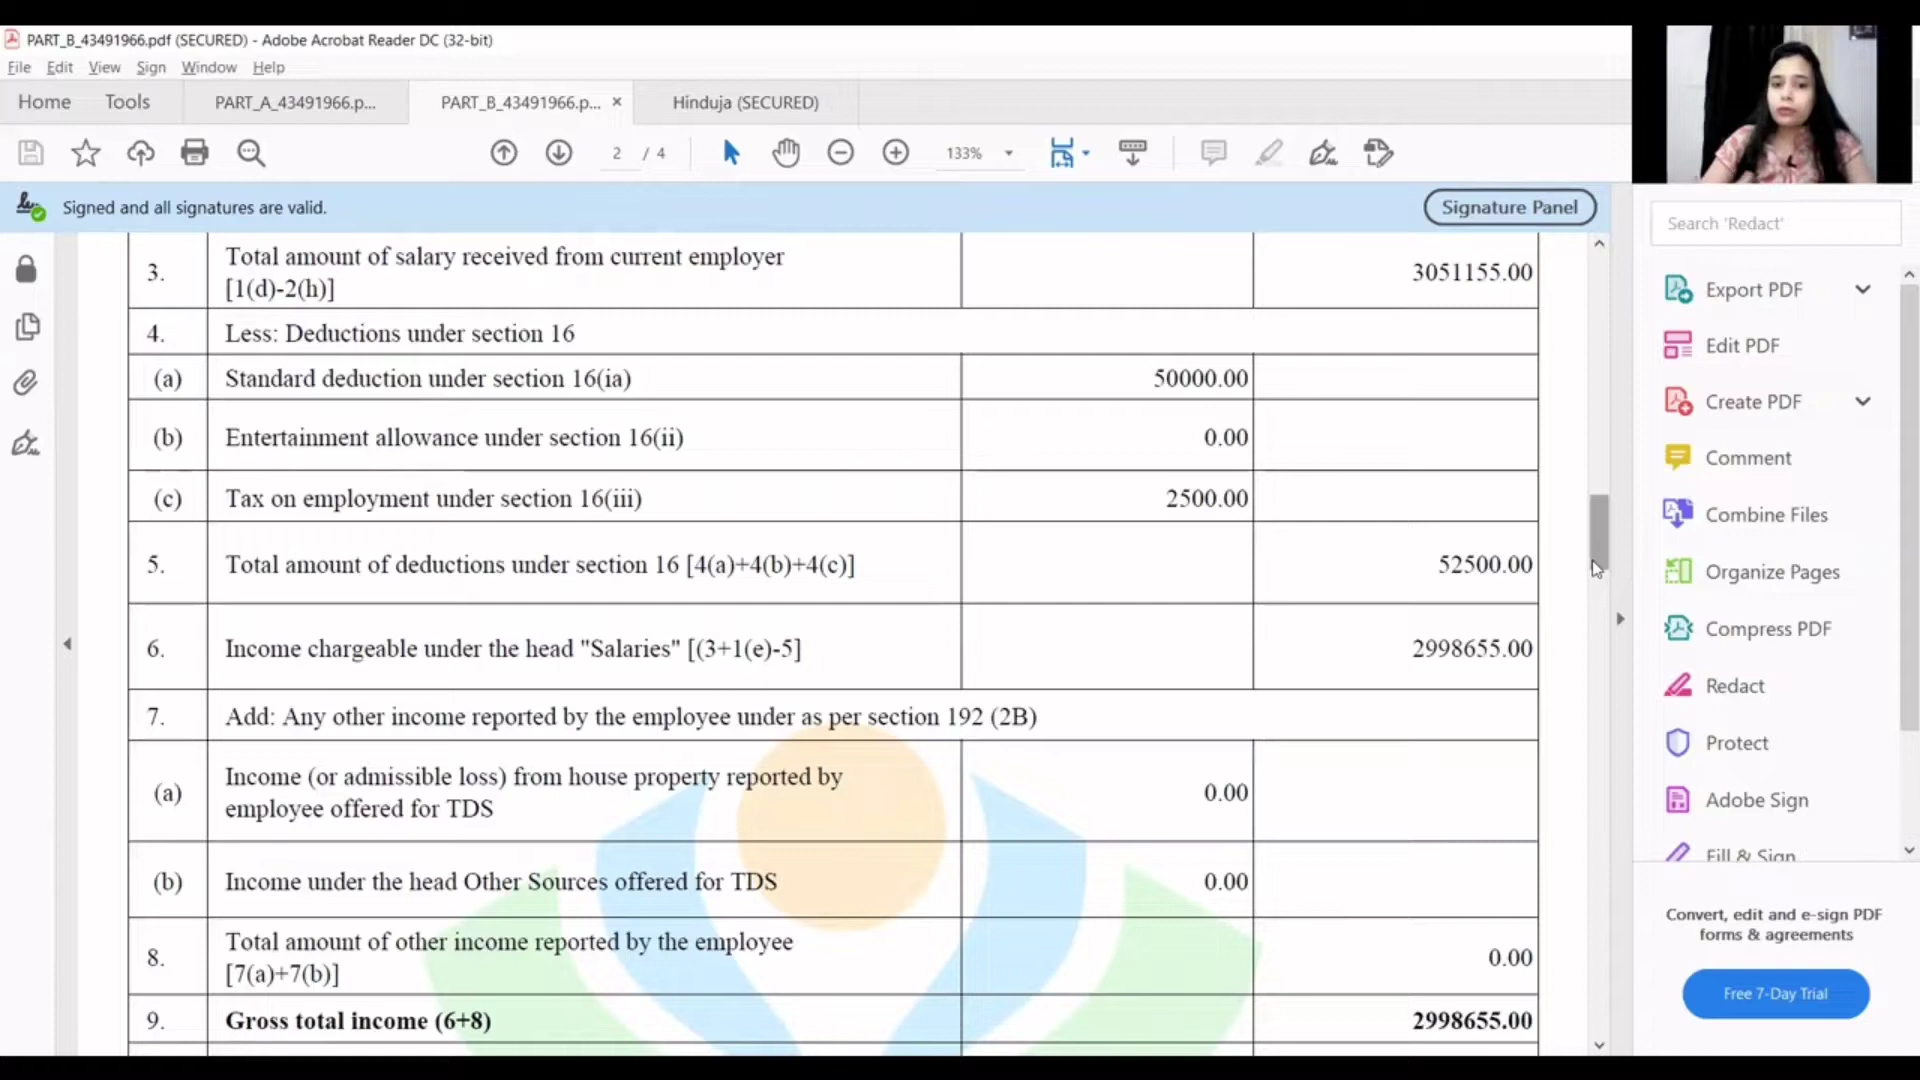 PART_B_43491966.pdf (SECURED) - Adobe Acrobat Reader DC (32-bit)
File Edit View Sign Window Help
Home Tools PART_A_43491966.p... PART_B_43491966.p... × Hinduja (SECURED)
2 / 4 133%
Signed and all signatures are valid. Signature Panel
3. Total amount of salary received from current employer
[1(d)-2(h)] 3051155.00
4. Less: Deductions under section 16
(a) Standard deduction under section 16(ia) 50000.00
(b) Entertainment allowance under section 16(ii) 0.00
(c) Tax on employment under section 16(iii) 2500.00
5. Total amount of deductions under section 16 [4(a)+4(b)+4(c)] 52500.00
6. Income chargeable under the head "Salaries" [(3+1(e)-5] 2998655.00
7. Add: Any other income reported by the employee under as per section 192 (2B)
(a) Income (or admissible loss) from house property reported by
employee offered for TDS 0.00
(b) Income under the head Other Sources offered for TDS 0.00
8. Total amount of other income reported by the employee
[7(a)+7(b)] 0.00
9. Gross total income (6+8) 2998655.00
Search 'Redact'
Export PDF
Edit PDF
Create PDF
Comment
Combine Files
Organize Pages
Compress PDF
Redact
Protect
Adobe Sign
Fill & Sign
Convert, edit and e-sign PDF
forms & agreements
Free 7-Day Trial